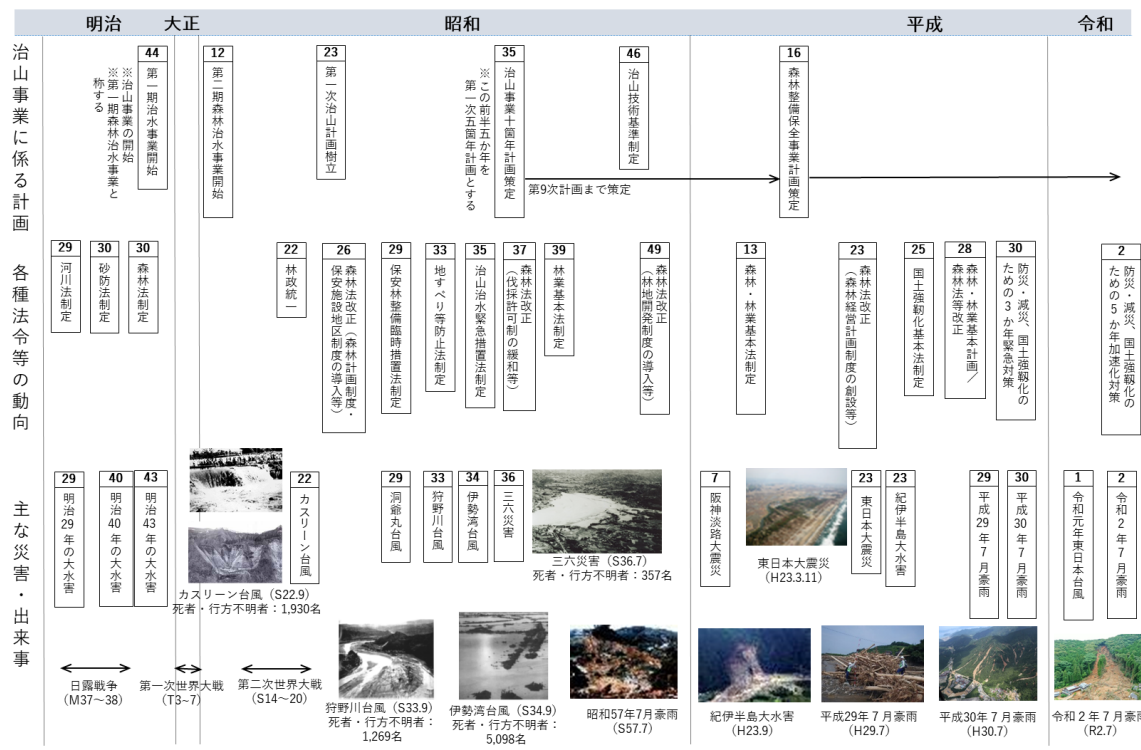 明治
大正
昭和
平成
令和
治山事業に係る計画
44
第一期治水事業開始
※治山事業の開始
※第一期森林治水事業と
称する
12
第二期森林治水事業開始
23
第一次治山計画樹立
35
治山事業十箇年計画策定
※この前半五か年を
第一次五箇年計画とする
46
治山技術基準制定
第9次計画まで策定
16
森林整備保全事業計画策定
各種法令等の動向
29
河川法制定
30
砂防法制定
30
森林法制定
22
林政統一
26
森林法改正（森林計画制度・
保安施設地区制度の導入等）
29
保安林整備臨時措置法制定
33
地すべり等防止法制定
35
治山治水緊急措置法制定
37
森林法改正
（伐採許可制の緩和等）
39
林業基本法制定
49
森林法改正
（林地開発制度の導入等）
13
森林・林業基本法制定
23
森林法改正
（森林経営計画制度の創設等）
25
国土強靱化基本法制定
28
森林・林業基本計画／
森林法等改正
30
防災・減災、国土強靱化の
ための3か年緊急対策
2
防災・減災、国土強靱化の
ための5か年加速化対策
主な災害・出来事
29
明治29年の大水害
40
明治40年の大水害
43
明治43年の大水害
22
カスリーン台風
カスリーン台風（S22.9）
死者・行方不明者：1,930名
29
洞爺丸台風
33
狩野川台風
34
伊勢湾台風
36
三六災害
三六災害（S36.7）
死者・行方不明者：357名
7
阪神淡路大震災
東日本大震災
（H23.3.11）
23
東日本大震災
23
紀伊半島大水害
29
平成29年7月豪雨
30
平成30年7月豪雨
1
令和元年東日本台風
2
令和2年7月豪雨
日露戦争
（M37～38）
第一次世界大戦
（T3~7）
第二次世界大戦
（S14～20）
狩野川台風（S33.9）
死者・行方不明者：
1,269名
伊勢湾台風（S34.9）
死者・行方不明者：
5,098名
昭和57年7月豪雨
（S57.7）
紀伊半島大水害
（H23.9）
平成29年７月豪雨
（H29.7）
平成30年７月豪雨
（H30.7）
令和２年７月豪雨
（R2.7）